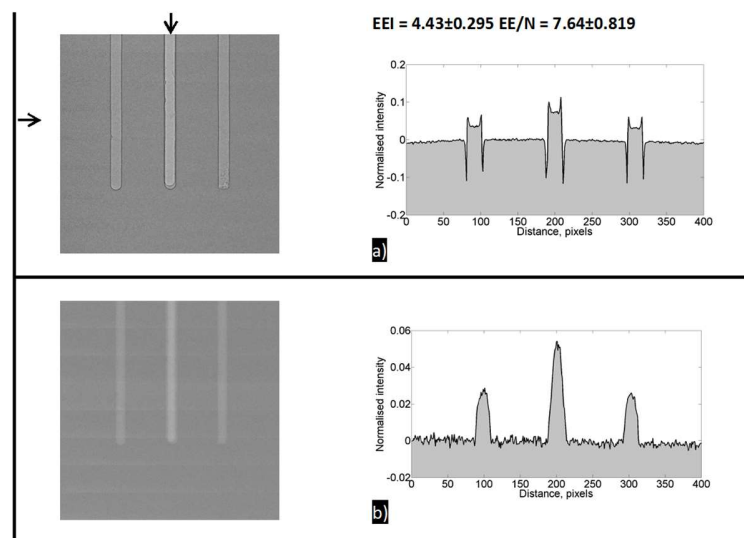 EEI = 4.43±0.295 EE/N = 7.64±0.819
Normalised intensity
0.2
0.1
0
-0.1
-0.2
0 50 100 150 200 250 300 350 400
Distance, pixels
a)
Normalised intensity
0.06
0.04
0.02
0
-0.02
0 50 100 150 200 250 300 350 400
Distance, pixels
b)